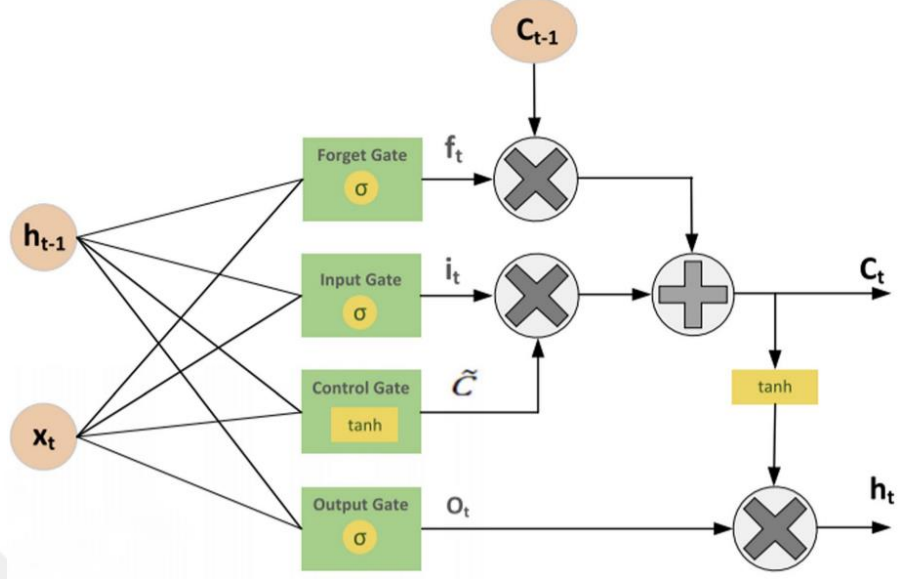 Cₜ₋₁
Forget Gate
σ
fₜ
hₜ₋₁
Input Gate
σ
iₜ
Cₜ
Control Gate
tanh
C̃
tanh
xₜ
Output Gate
σ
Oₜ
hₜ